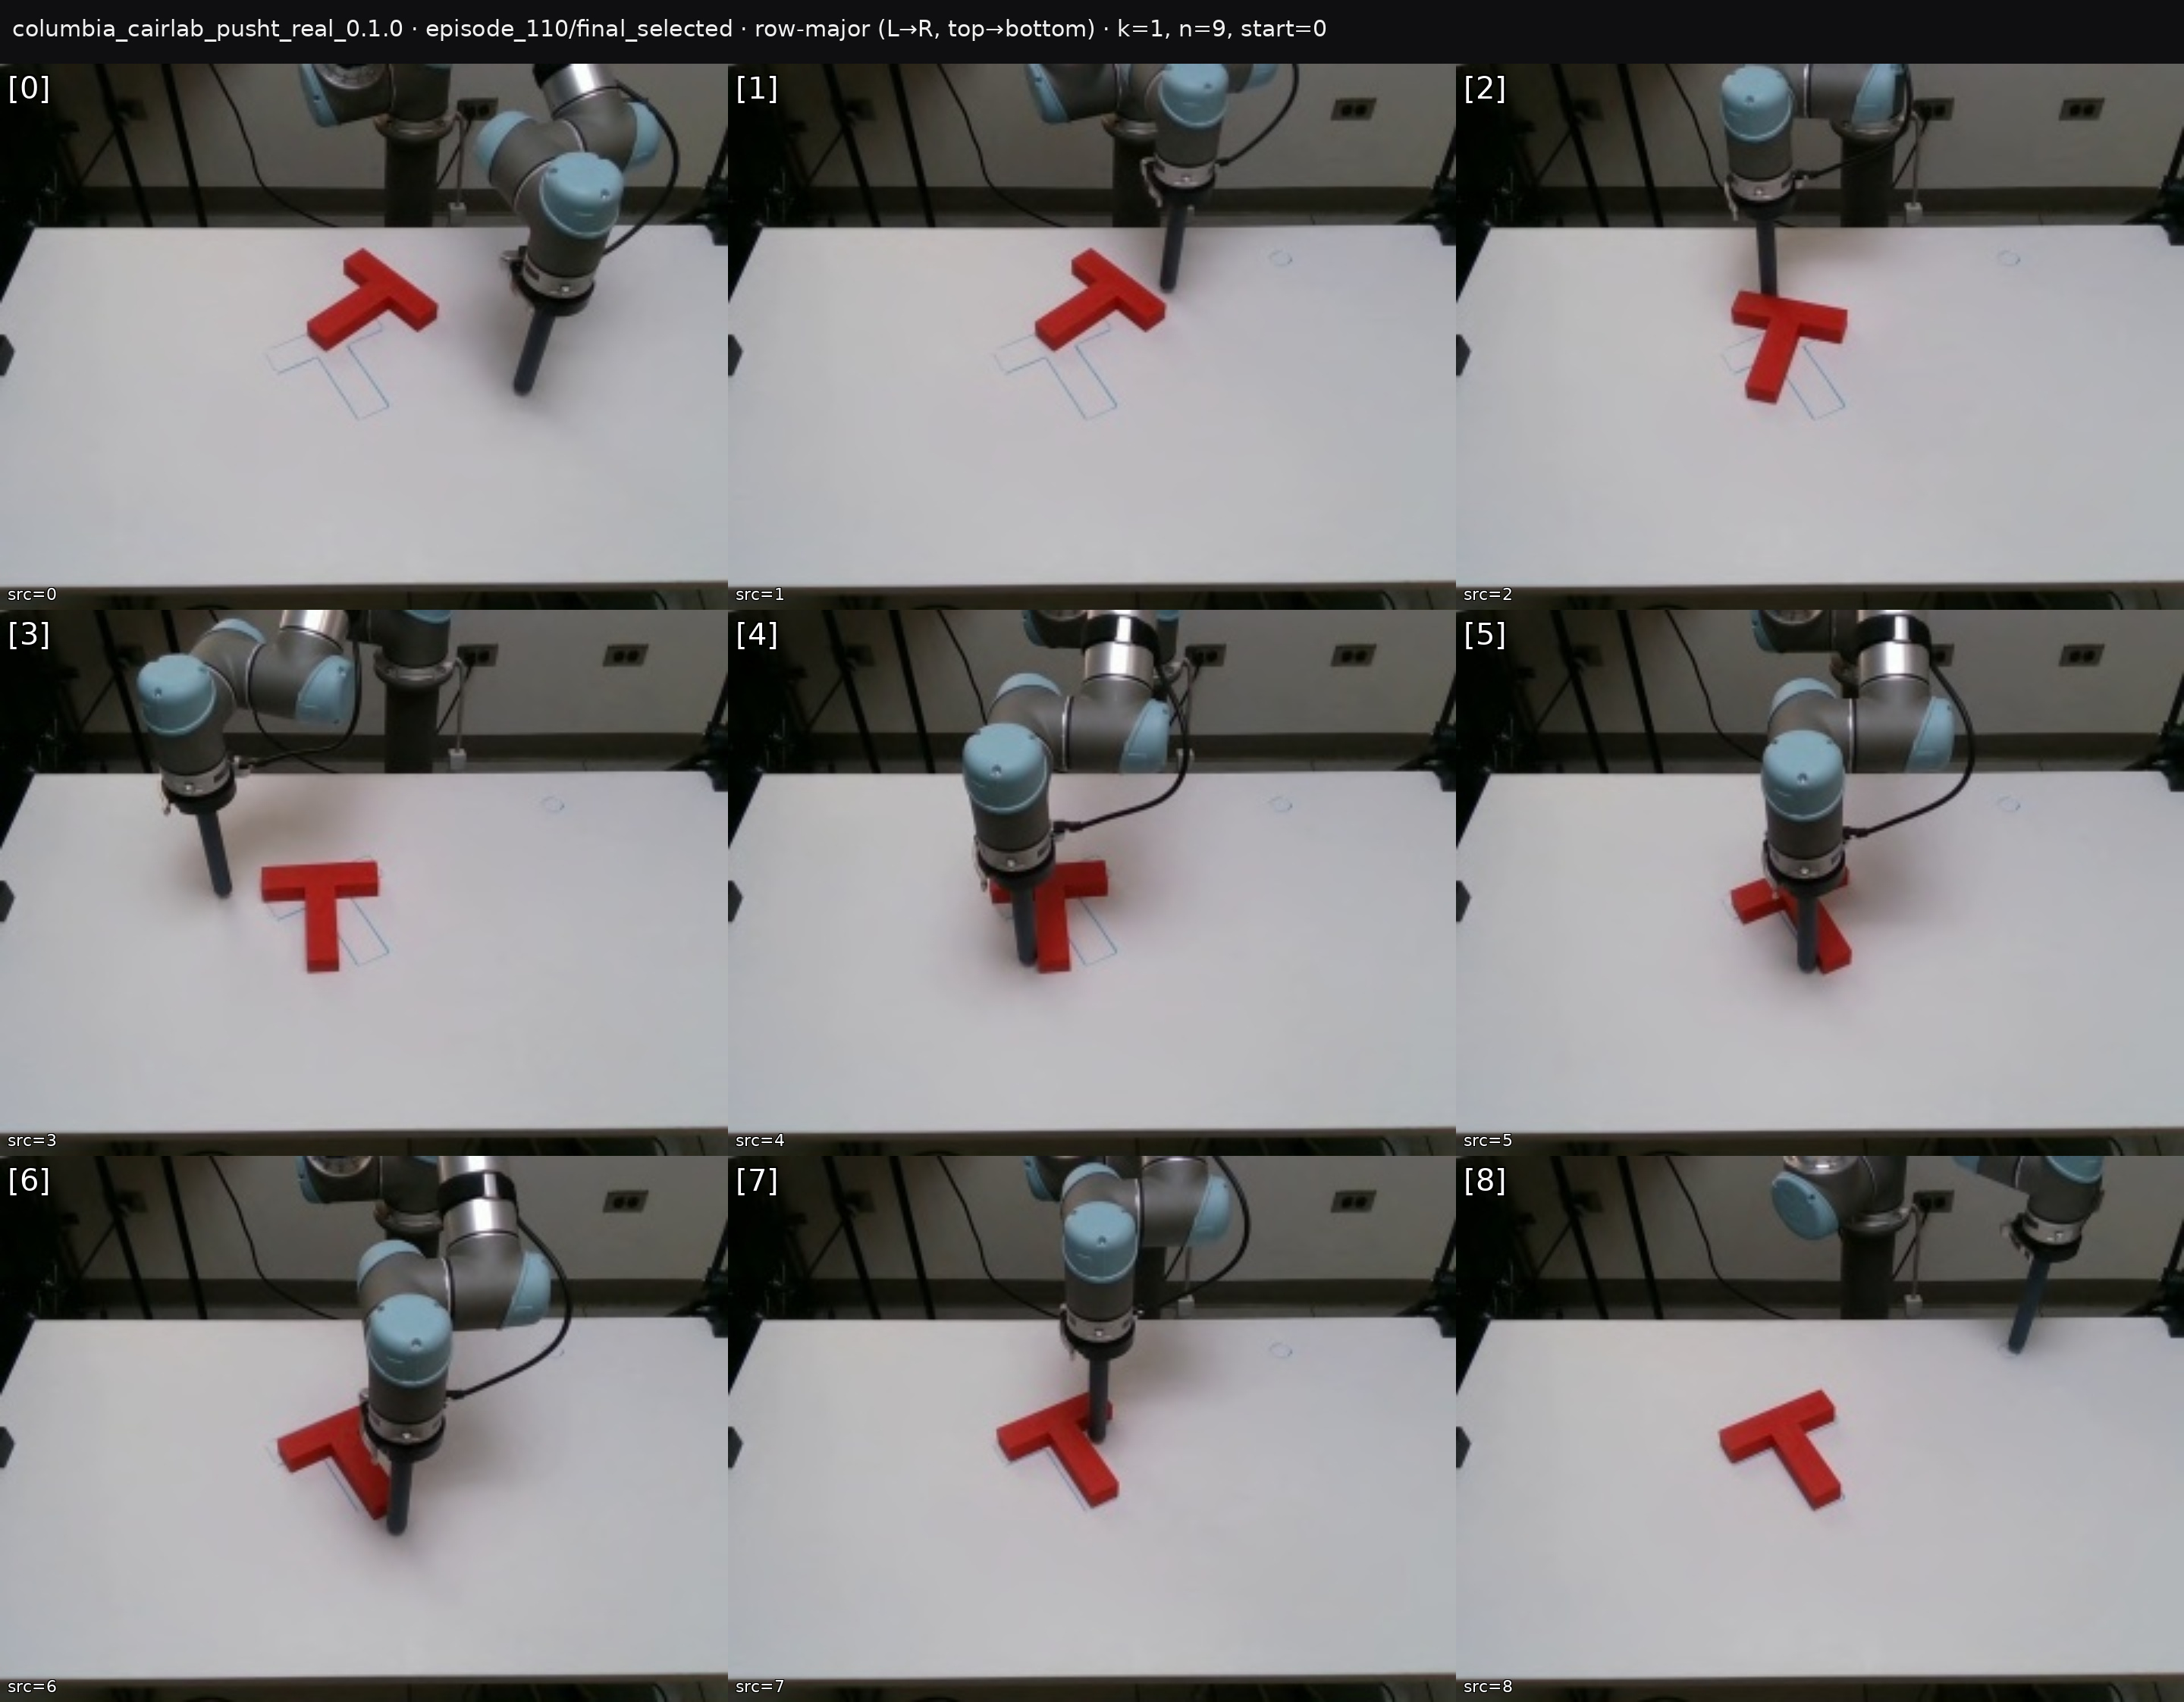 columbia_cairlab_pusht_real_0.1.0 · episode_110/final_selected · row-major (L→R, top→bottom) · k=1, n=9, start=0
[0]
[1]
[2]
src=0
src=1
src=2
[3]
[4]
[5]
src=3
src=4
src=5
[6]
[7]
[8]
src=6
src=7
src=8